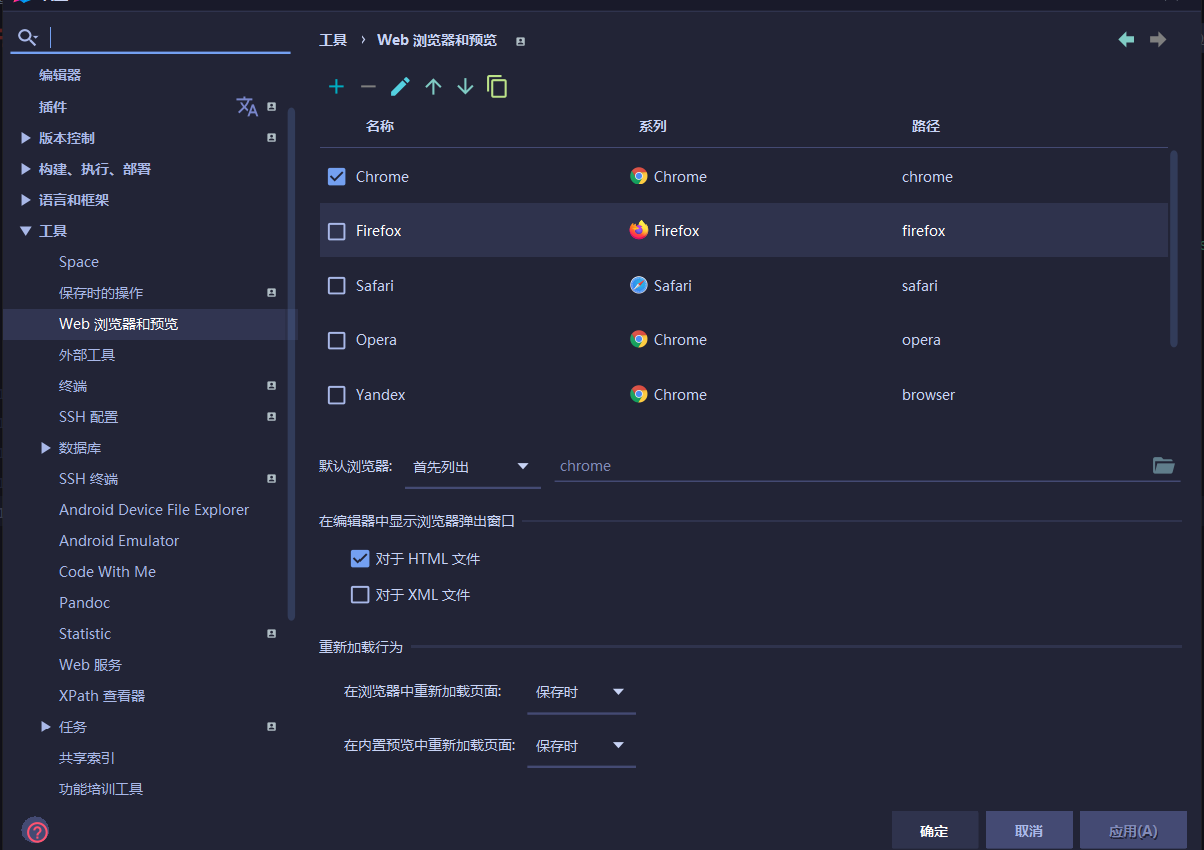 编辑器
插件
版本控制
构建、执行、部署
语言和框架
工具
Space
保存时的操作
Web 浏览器和预览
外部工具
终端
SSH 配置
数据库
SSH 终端
Android Device File Explorer
Android Emulator
Code With Me
Pandoc
Statistic
Web 服务
XPath 查看器
任务
共享索引
功能培训工具
工具 › Web 浏览器和预览
名称 系列 路径
Chrome Chrome chrome
Firefox Firefox firefox
Safari Safari safari
Opera Chrome opera
Yandex Chrome browser
默认浏览器: 首先列出 chrome
在编辑器中显示浏览器弹出窗口
对于 HTML 文件
对于 XML 文件
重新加载行为
在浏览器中重新加载页面: 保存时
在内置预览中重新加载页面: 保存时
确定 取消 应用(A)